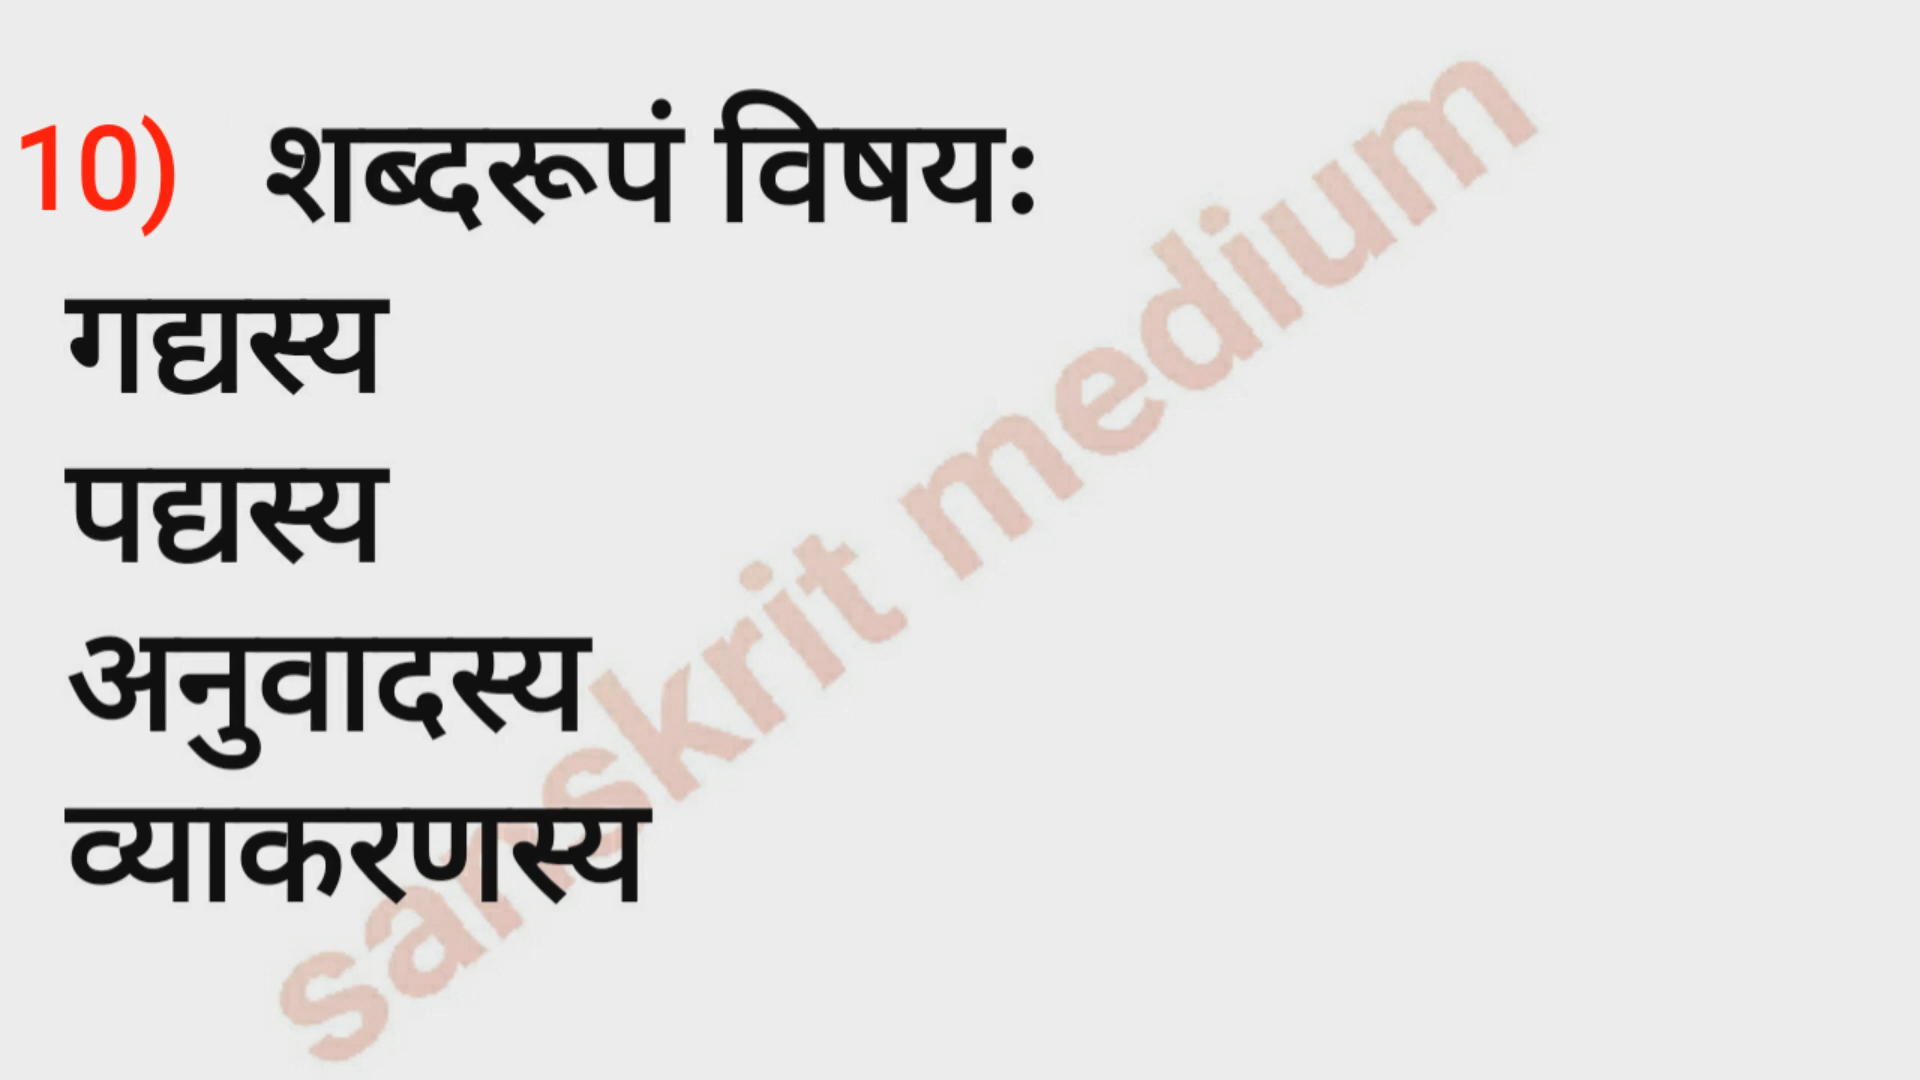 10) शब्दरूपं विषयः
गद्यस्य
पद्यस्य
अनुवादस्य
व्याकरणस्य
sanskrit medium